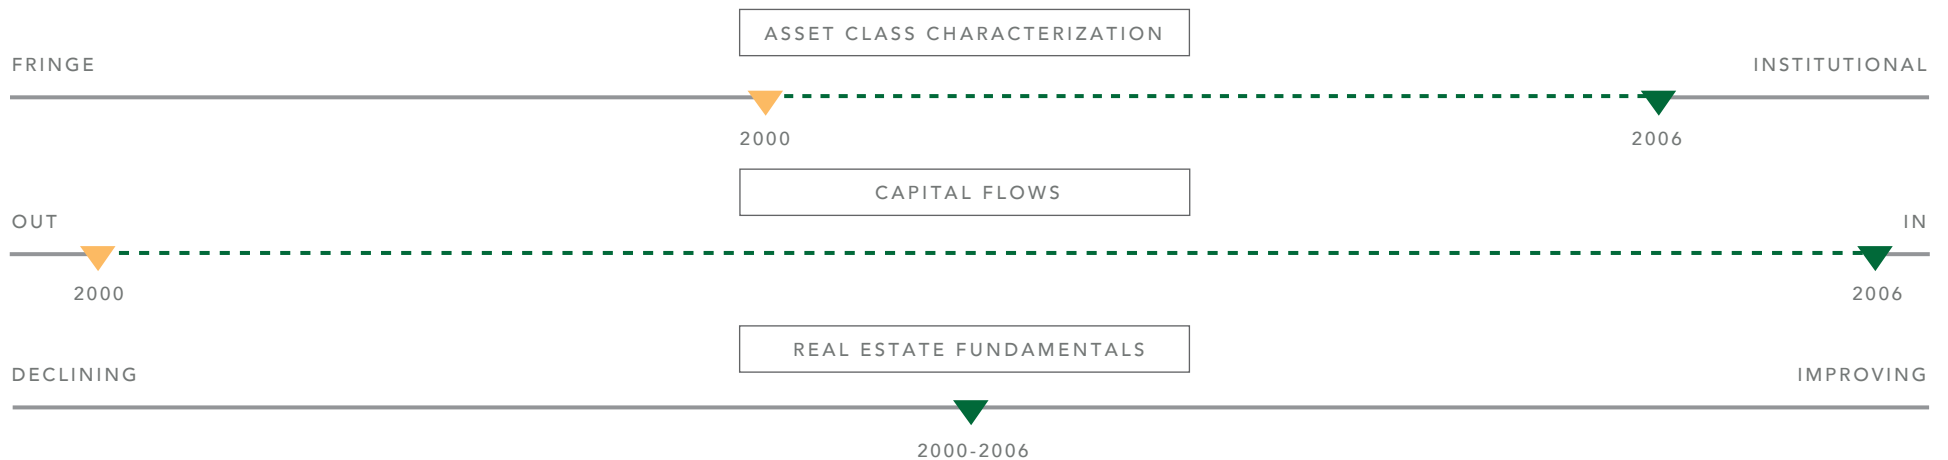 ASSET CLASS CHARACTERIZATION
FRINGE
INSTITUTIONAL
2000
2006
CAPITAL FLOWS
OUT
IN
2000
2006
REAL ESTATE FUNDAMENTALS
DECLINING
IMPROVING
2000-2006